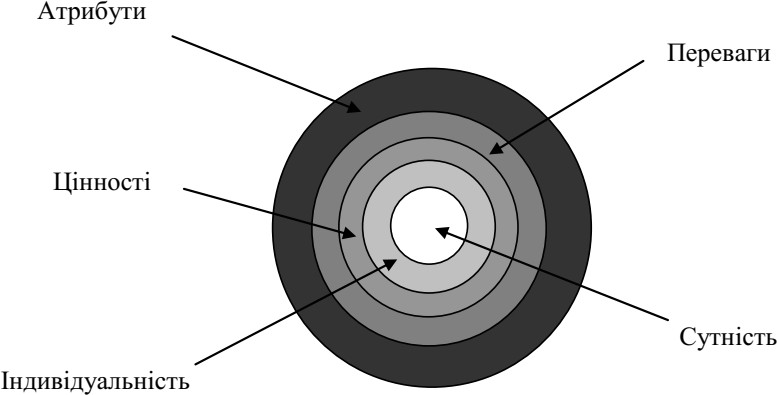 Атрибути
Переваги
Цінності
Сутність
Індивідуальність